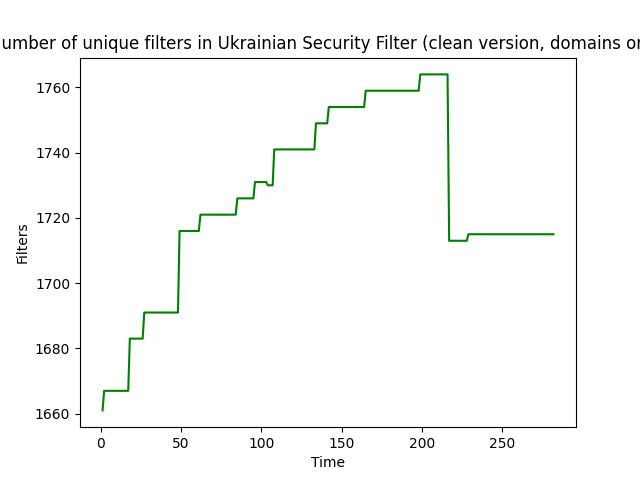 umber of unique filters in Ukrainian Security Filter (clean version, domains or
1760
1740
1720
1700
1680
1660
Filters
0 50 100 150 200 250
Time